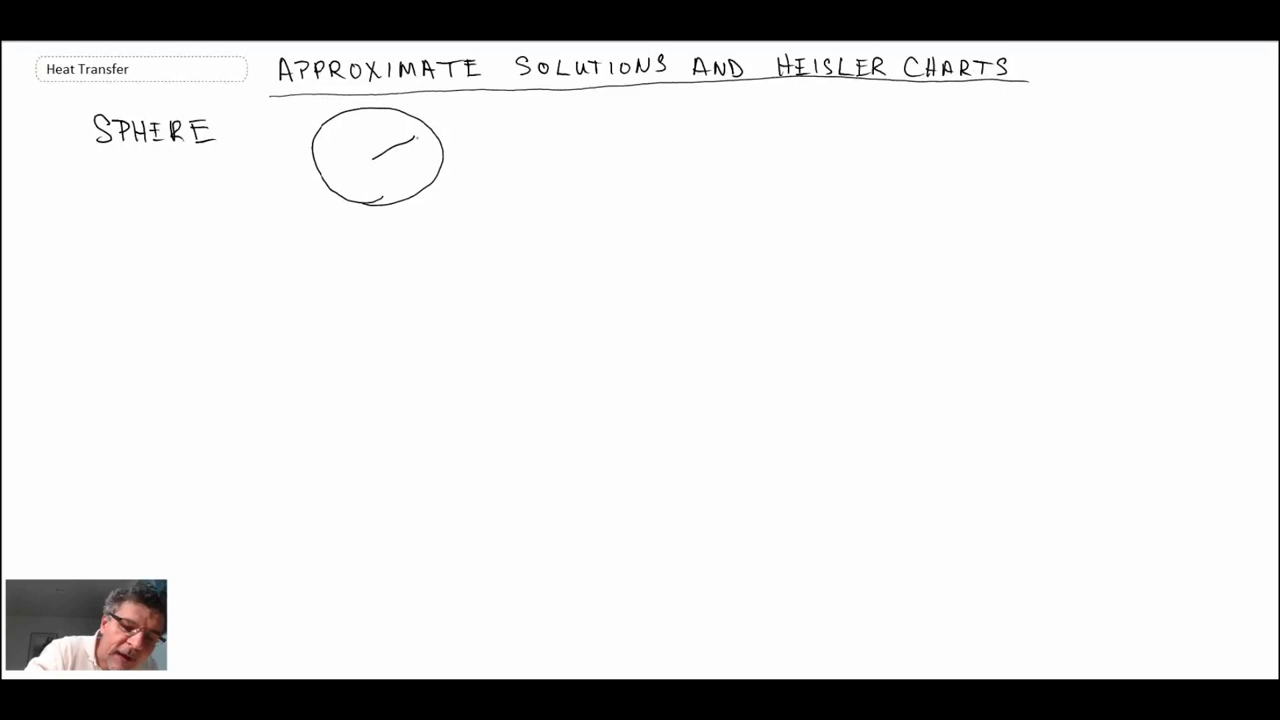 Heat Transfer
APPROXIMATE SOLUTIONS AND HEISLER CHARTS
SPHERE